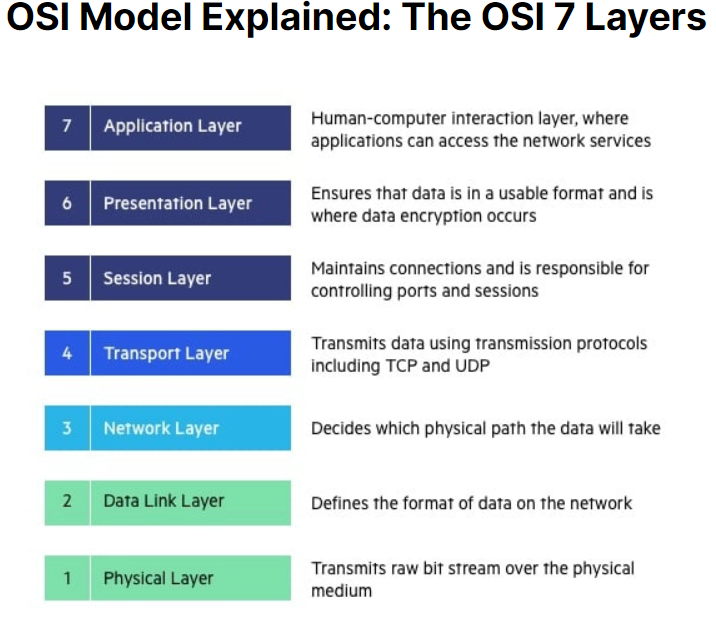 OSI Model Explained: The OSI 7 Layers
7 Application Layer
Human-computer interaction layer, where
applications can access the network services
6 Presentation Layer
Ensures that data is in a usable format and is
where data encryption occurs
5 Session Layer
Maintains connections and is responsible for
controlling ports and sessions
4 Transport Layer
Transmits data using transmission protocols
including TCP and UDP
3 Network Layer
Decides which physical path the data will take
2 Data Link Layer
Defines the format of data on the network
1 Physical Layer
Transmits raw bit stream over the physical
medium